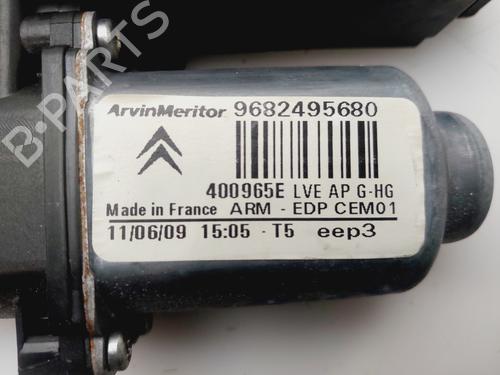 B-PARTS
ArvinMeritor 9682495680
400965E LVE AP G-HG
Made in France ARM - EDP CEM01
11/06/09 15:05 - T5 eep3